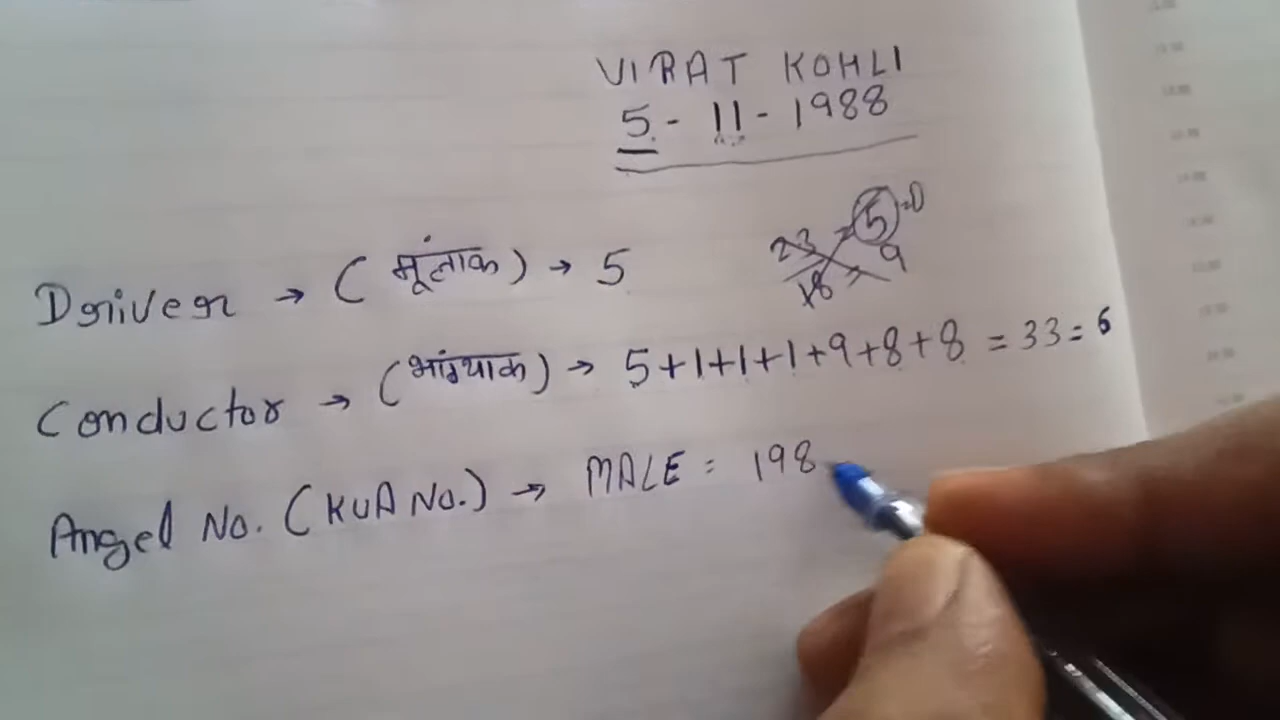 VIRAT KOHLI
5 - 11 - 1988
23 = 5
18 = 9
Driver → (मूंलाक) → 5
Conductor → (भांग्याक) → 5+1+1+1+9+8+8 = 33 = 6
Angel No. (KUA No.) → MALE = 198